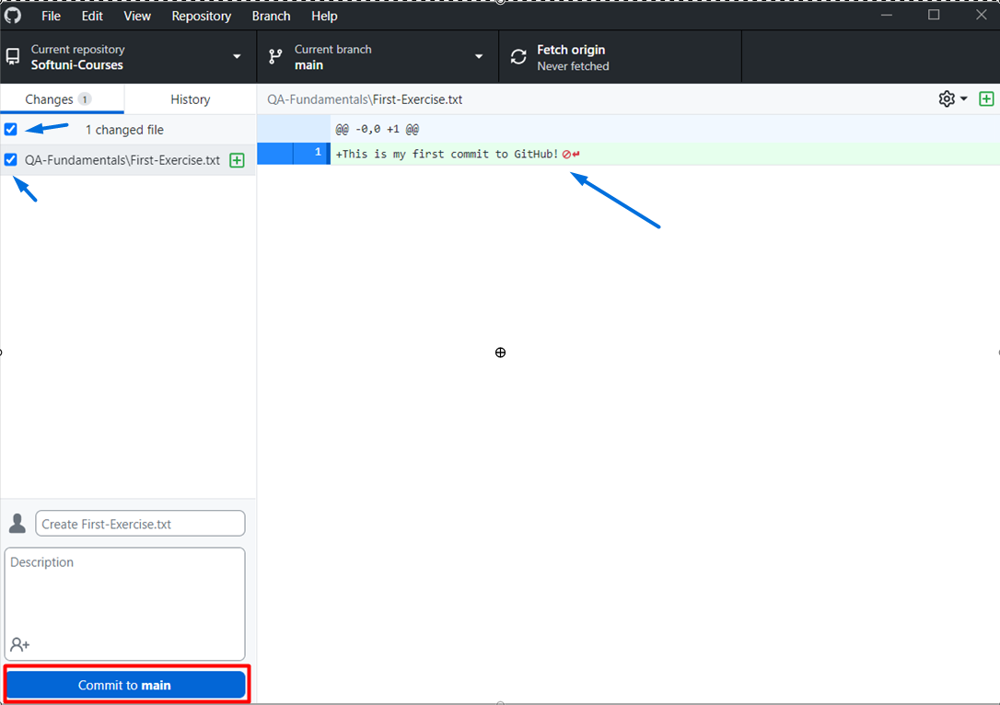 File Edit View Repository Branch Help
Current repository
Softuni-Courses
Current branch
main
Fetch origin
Never fetched
Changes 1
History
QA-Fundamentals\First-Exercise.txt
1 changed file
@@ -0,0 +1 @@
QA-Fundamentals\First-Exercise.txt
1 +This is my first commit to GitHub!
Create First-Exercise.txt
Description
Commit to main